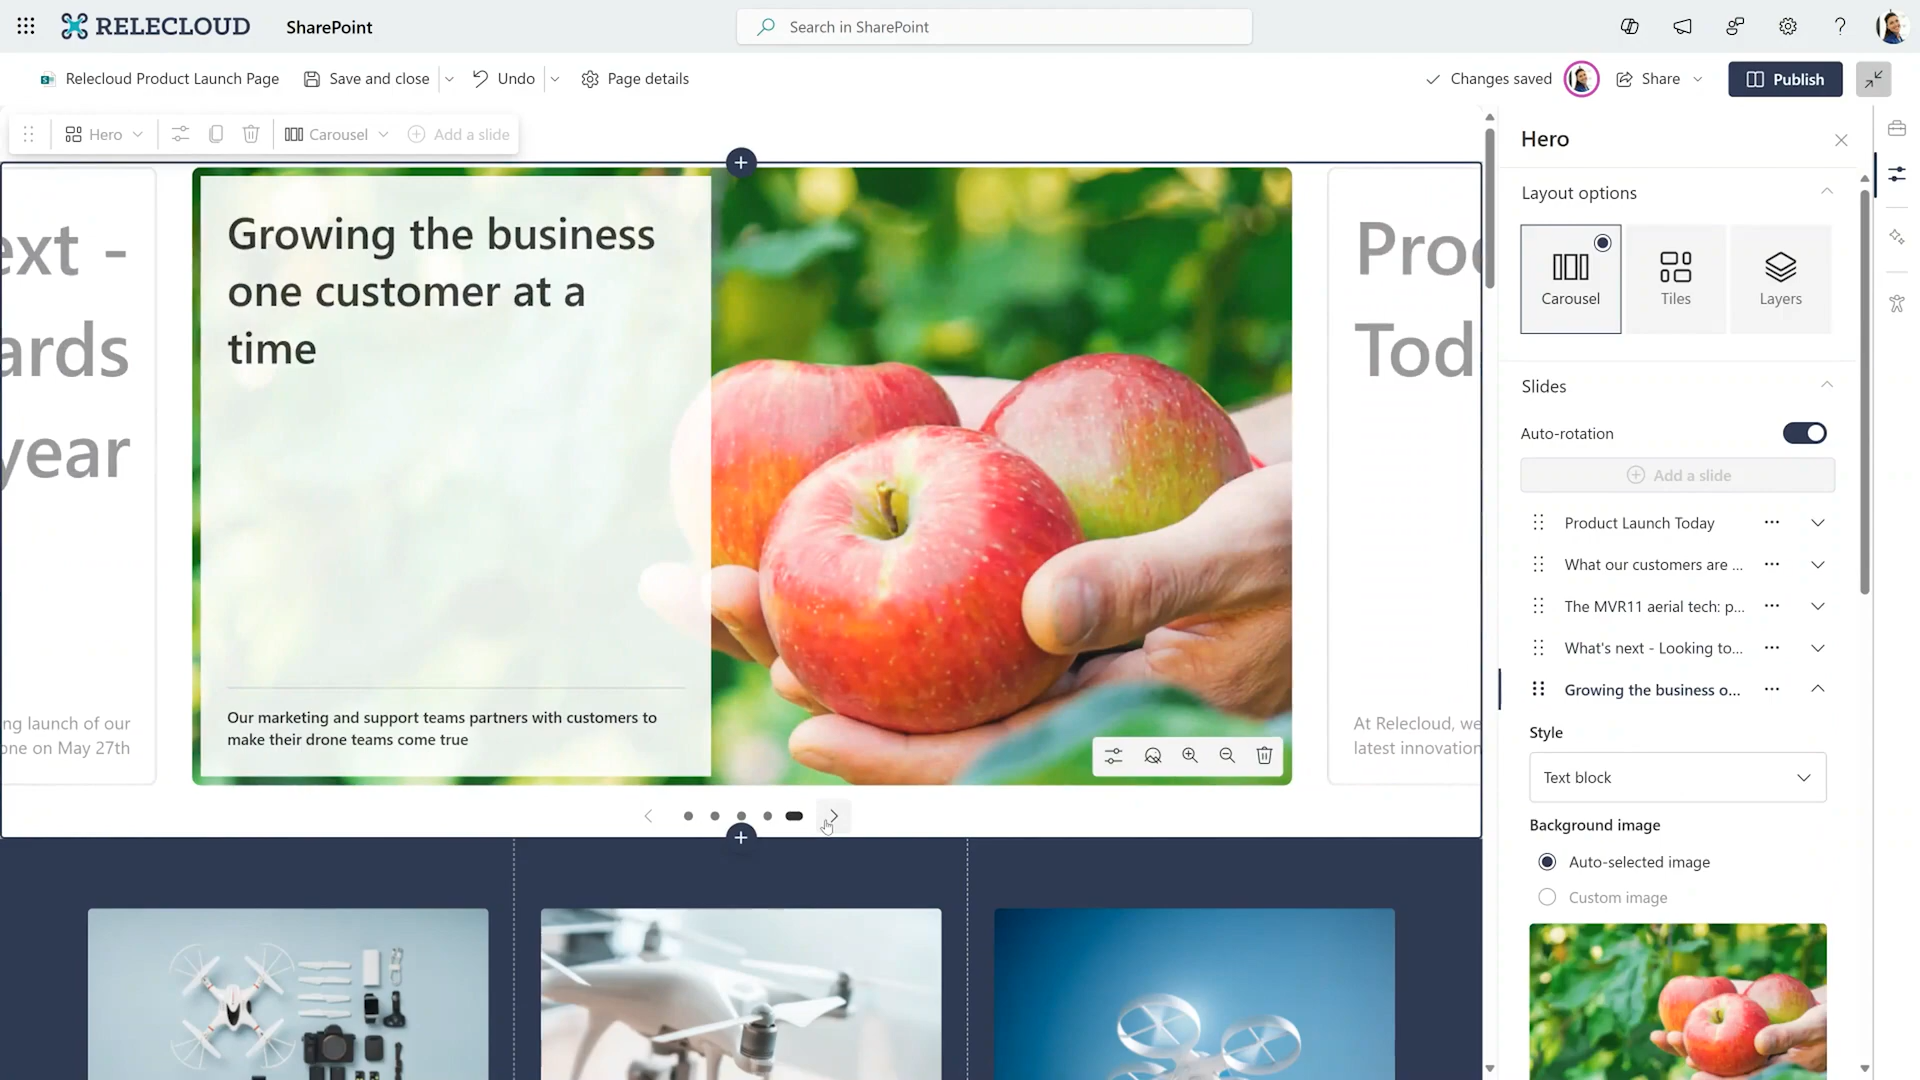 RELECLOUD
SharePoint
Search in SharePoint
?
Relecloud Product Launch Page
Save and close
Undo
Page details
Changes saved
Share
Publish
Hero
Carousel
Add a slide
ext -
ards
year
ng launch of our
one on May 27th
Growing the business
one customer at a
time
Our marketing and support teams partners with customers to
make their drone teams come true
Prod
Tod
At Relecloud, we
latest innovation
Hero
Layout options
Carousel
Tiles
Layers
Slides
Auto-rotation
Add a slide
Product Launch Today
What our customers are ...
The MVR11 aerial tech: p...
What's next - Looking to...
Growing the business o...
Style
Text block
Background image
Auto-selected image
Custom image